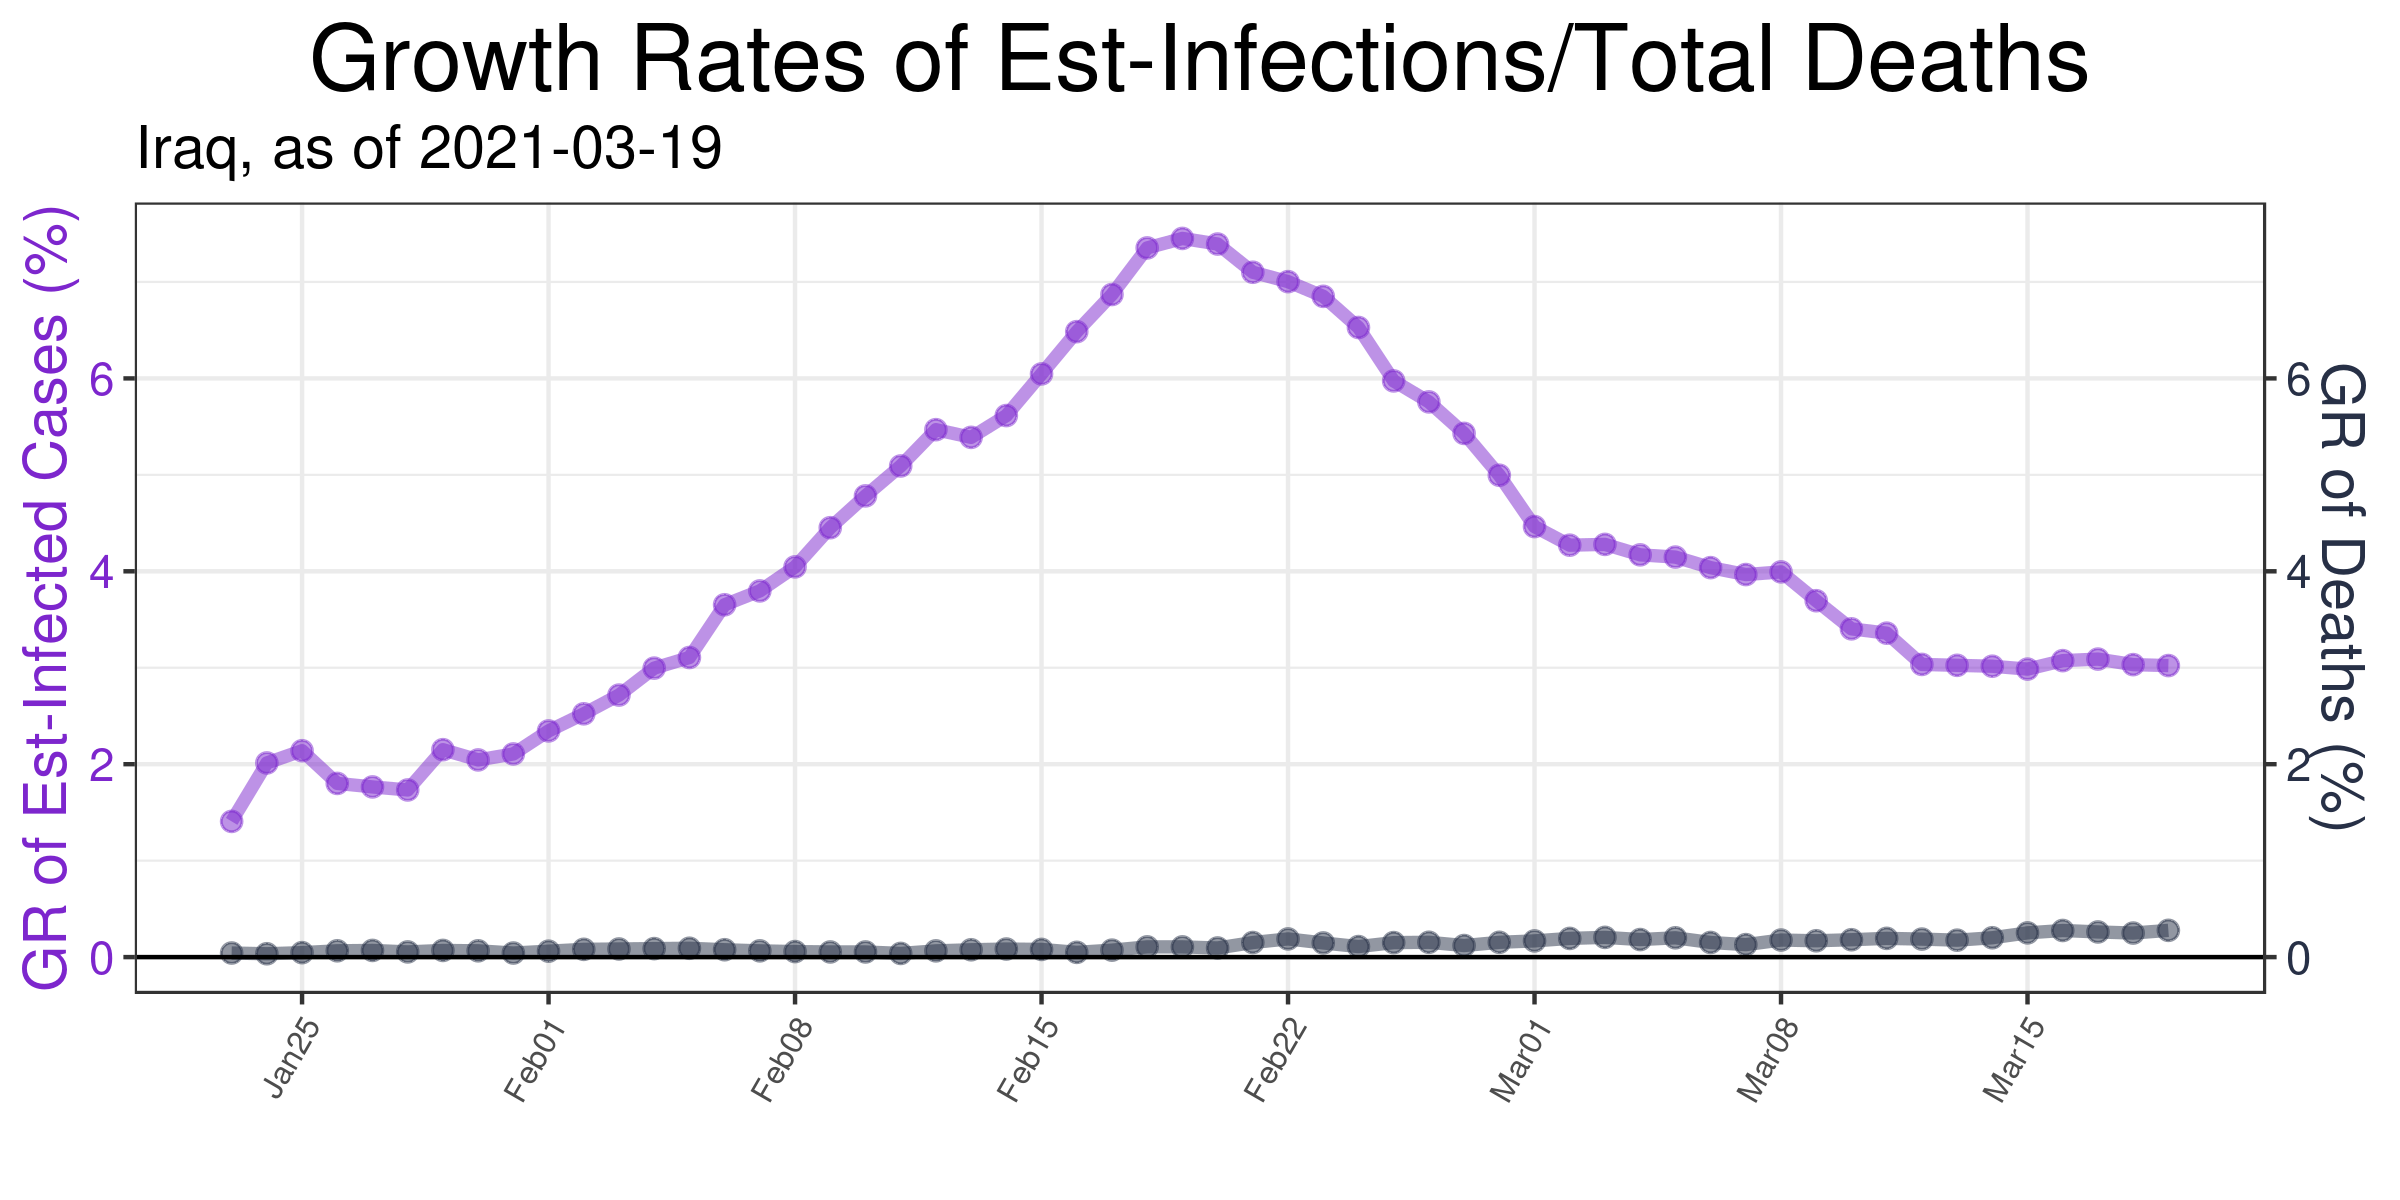 Growth Rates of Est-Infections/Total Deaths
Iraq, as of 2021-03-19
GR of Est-Infected Cases (%)
6
4
2
0
6
4
2
0
GR of Deaths (%)
Jan25
Feb01
Feb08
Feb15
Feb22
Mar01
Mar08
Mar15